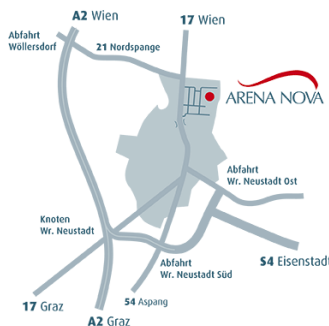 A2 Wien
17 Wien
Abfahrt
Wöllersdorf
21 Nordspange
ARENA NOVA
Abfahrt
Wr. Neustadt Ost
Knoten
Wr. Neustadt
Abfahrt
Wr. Neustadt Süd
S4 Eisenstadt
54 Aspang
17 Graz
A2 Graz